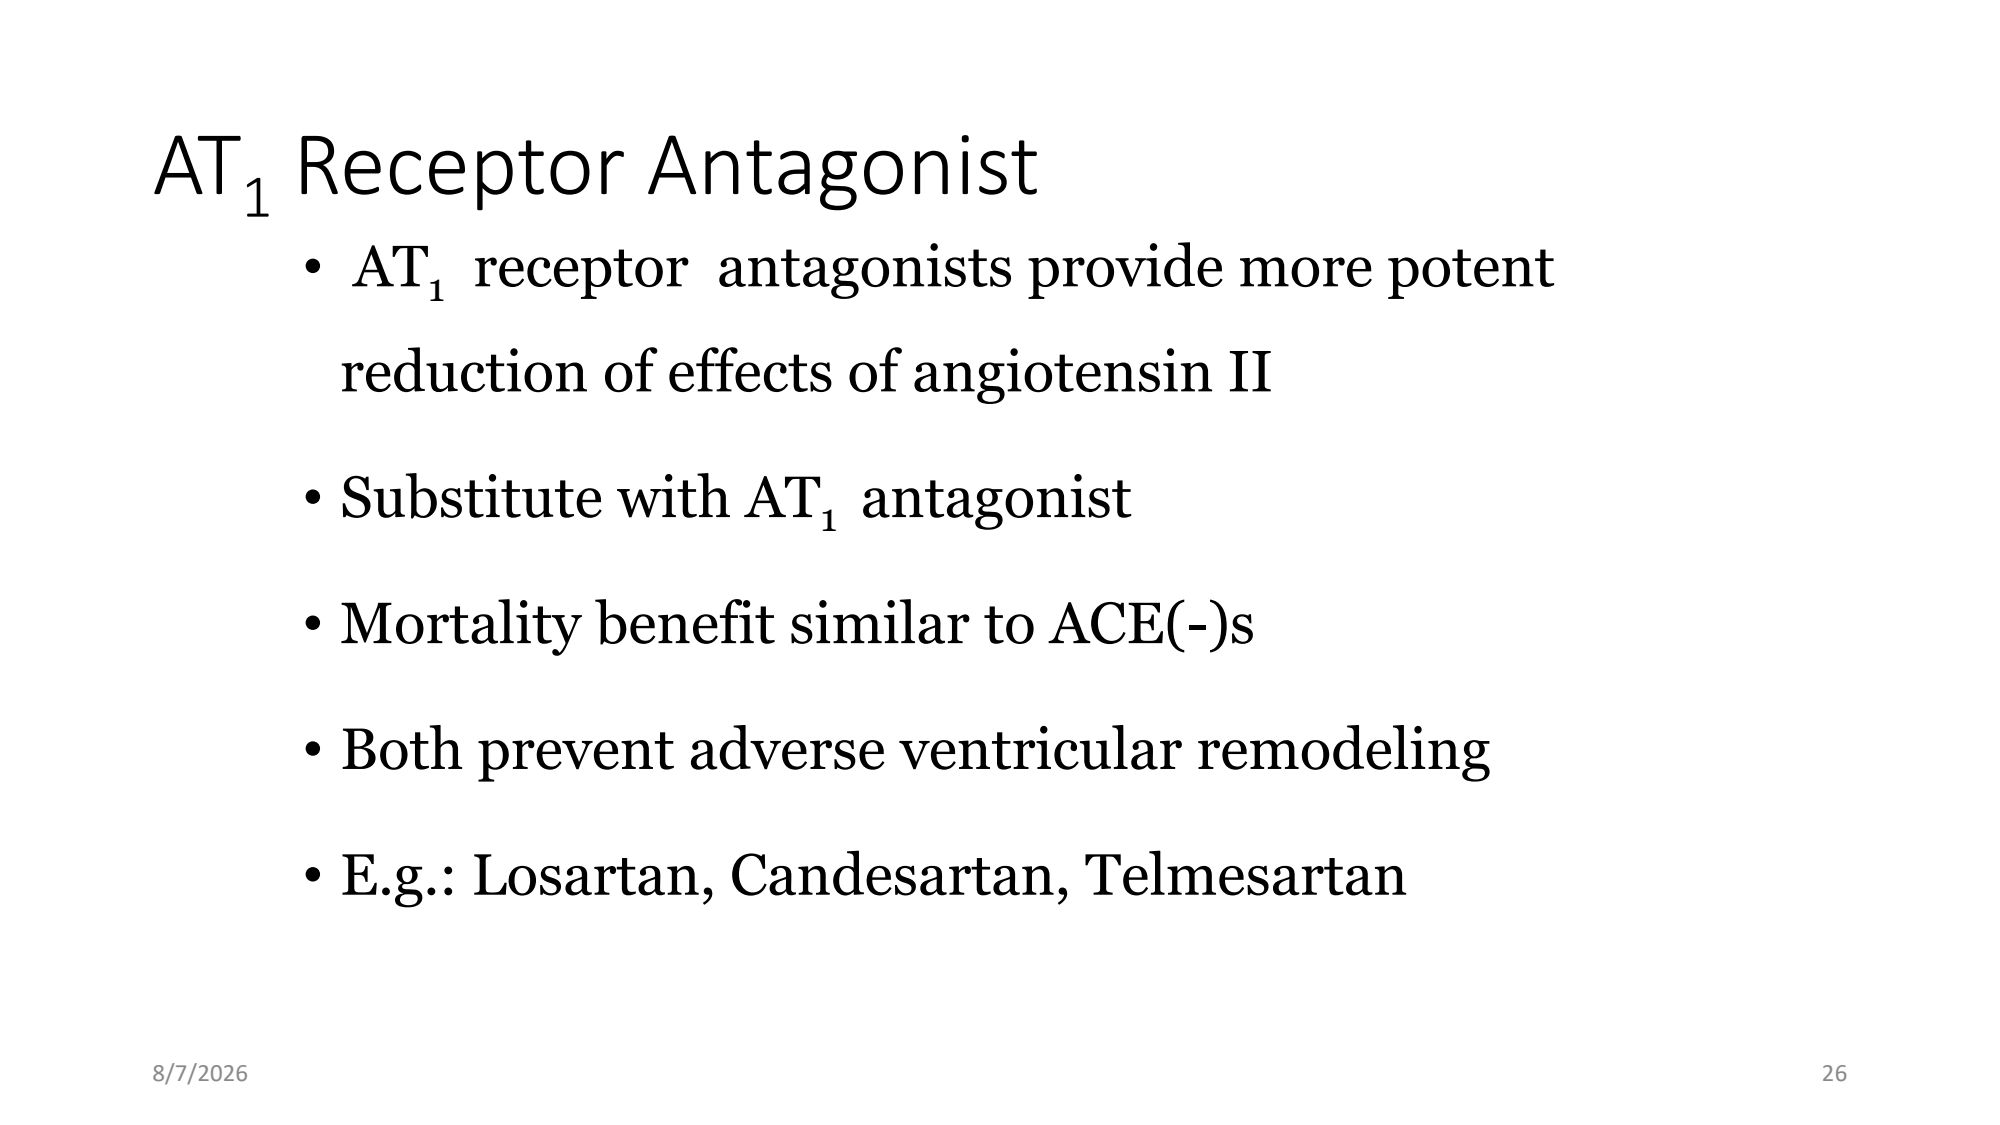 AT₁ Receptor Antagonist
• AT₁ receptor antagonists provide more potent
reduction of effects of angiotensin II
• Substitute with AT₁ antagonist
• Mortality benefit similar to ACE(-)s
• Both prevent adverse ventricular remodeling
• E.g.: Losartan, Candesartan, Telmesartan
8/7/2026
26